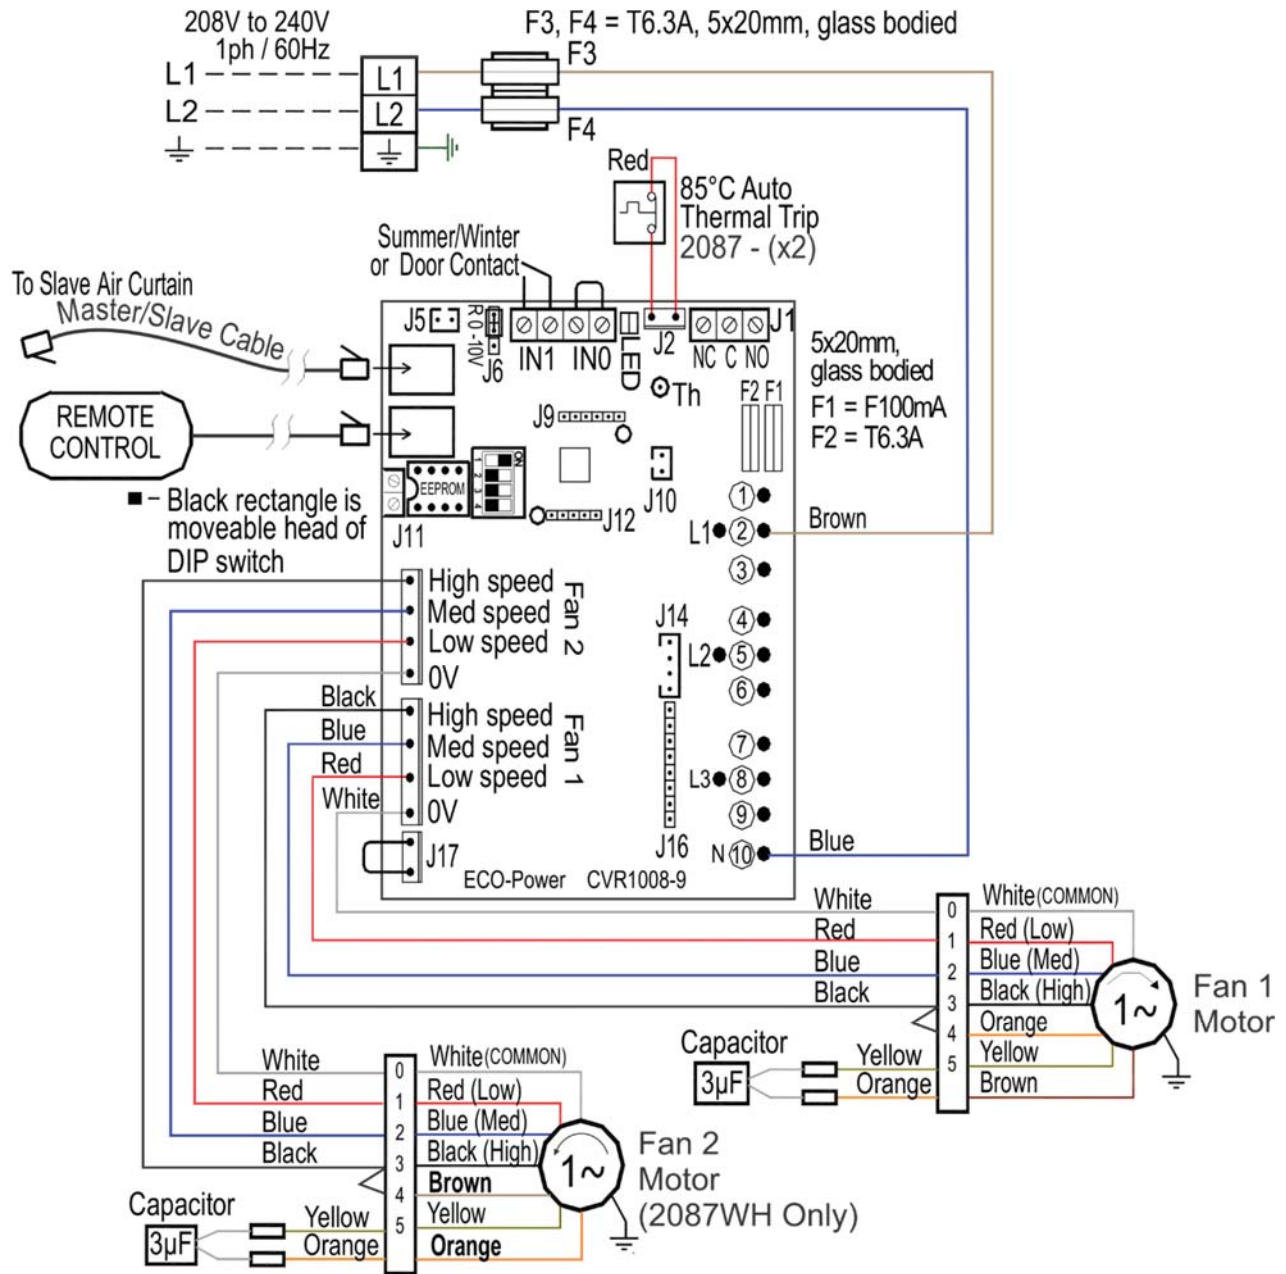 208V to 240V
1ph / 60Hz
F3, F4 = T6.3A, 5x20mm, glass bodied
L1
L1
F3
L2
L2
F4
Red
85°C Auto
Thermal Trip
2087 - (x2)
Summer/Winter
or Door Contact
To Slave Air Curtain
Master/Slave Cable
J5
R 0 -10V
J6
IN1
IN0
LED
J2
NC C NO
J1
Th
F2 F1
5x20mm,
glass bodied
F1 = F100mA
F2 = T6.3A
REMOTE
CONTROL
J9
EEPROM
ON
1
2
3
4
J10
J12
J11
■ – Black rectangle is
moveable head of
DIP switch
1
L1 2
Brown
3
4
L2 5
6
7
L3 8
9
N 10
Blue
High speed
Med speed
Low speed
0V
Fan 2
J14
Black
Blue
Red
White
High speed
Med speed
Low speed
0V
Fan 1
J16
J17
ECO-Power CVR1008-9
White
Red
Blue
Black
0
1
2
3
4
5
White (COMMON)
Red (Low)
Blue (Med)
Black (High)
Orange
Yellow
Brown
1~
Fan 1
Motor
Capacitor
3µF
Yellow
Orange
White
Red
Blue
Black
0
1
2
3
4
5
White (COMMON)
Red (Low)
Blue (Med)
Black (High)
Brown
Yellow
Orange
1~
Fan 2
Motor
(2087WH Only)
Capacitor
3µF
Yellow
Orange